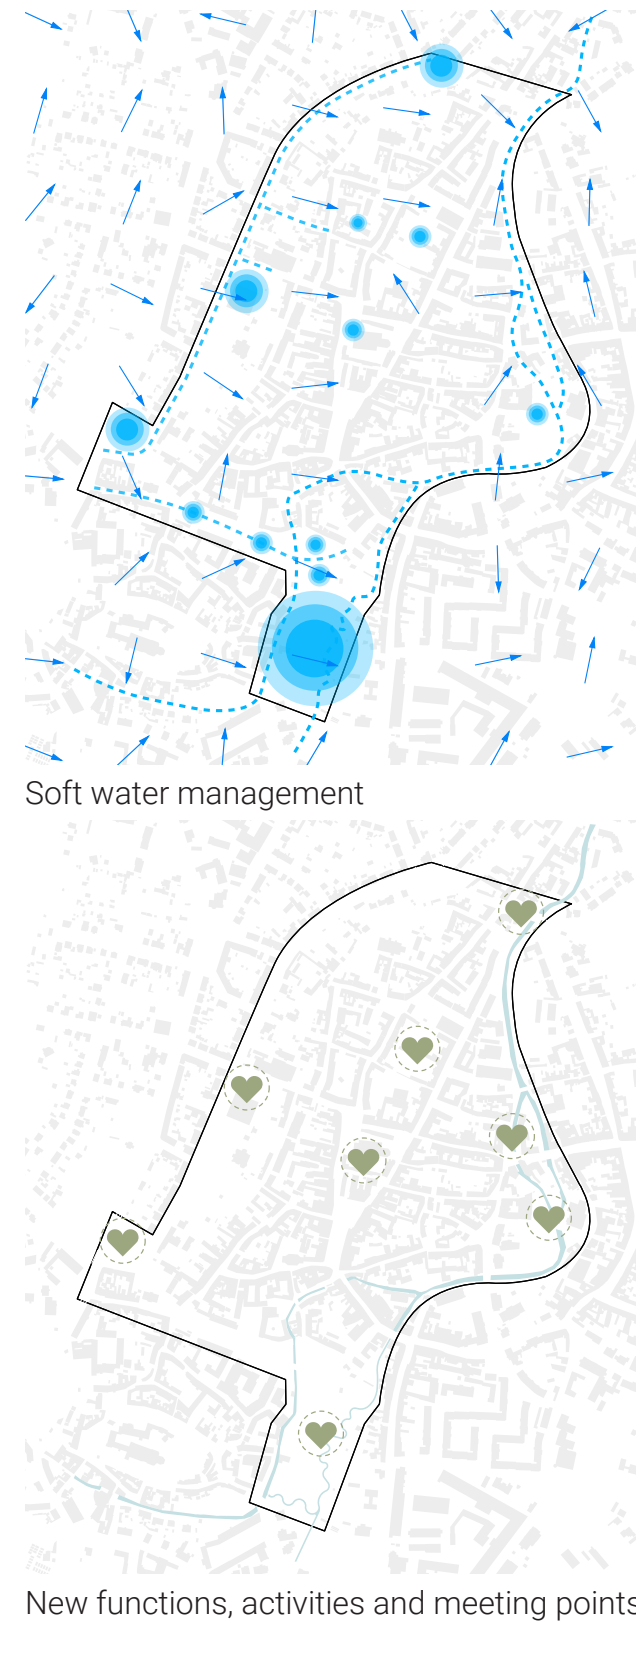 Soft water management
New functions, activities and meeting points